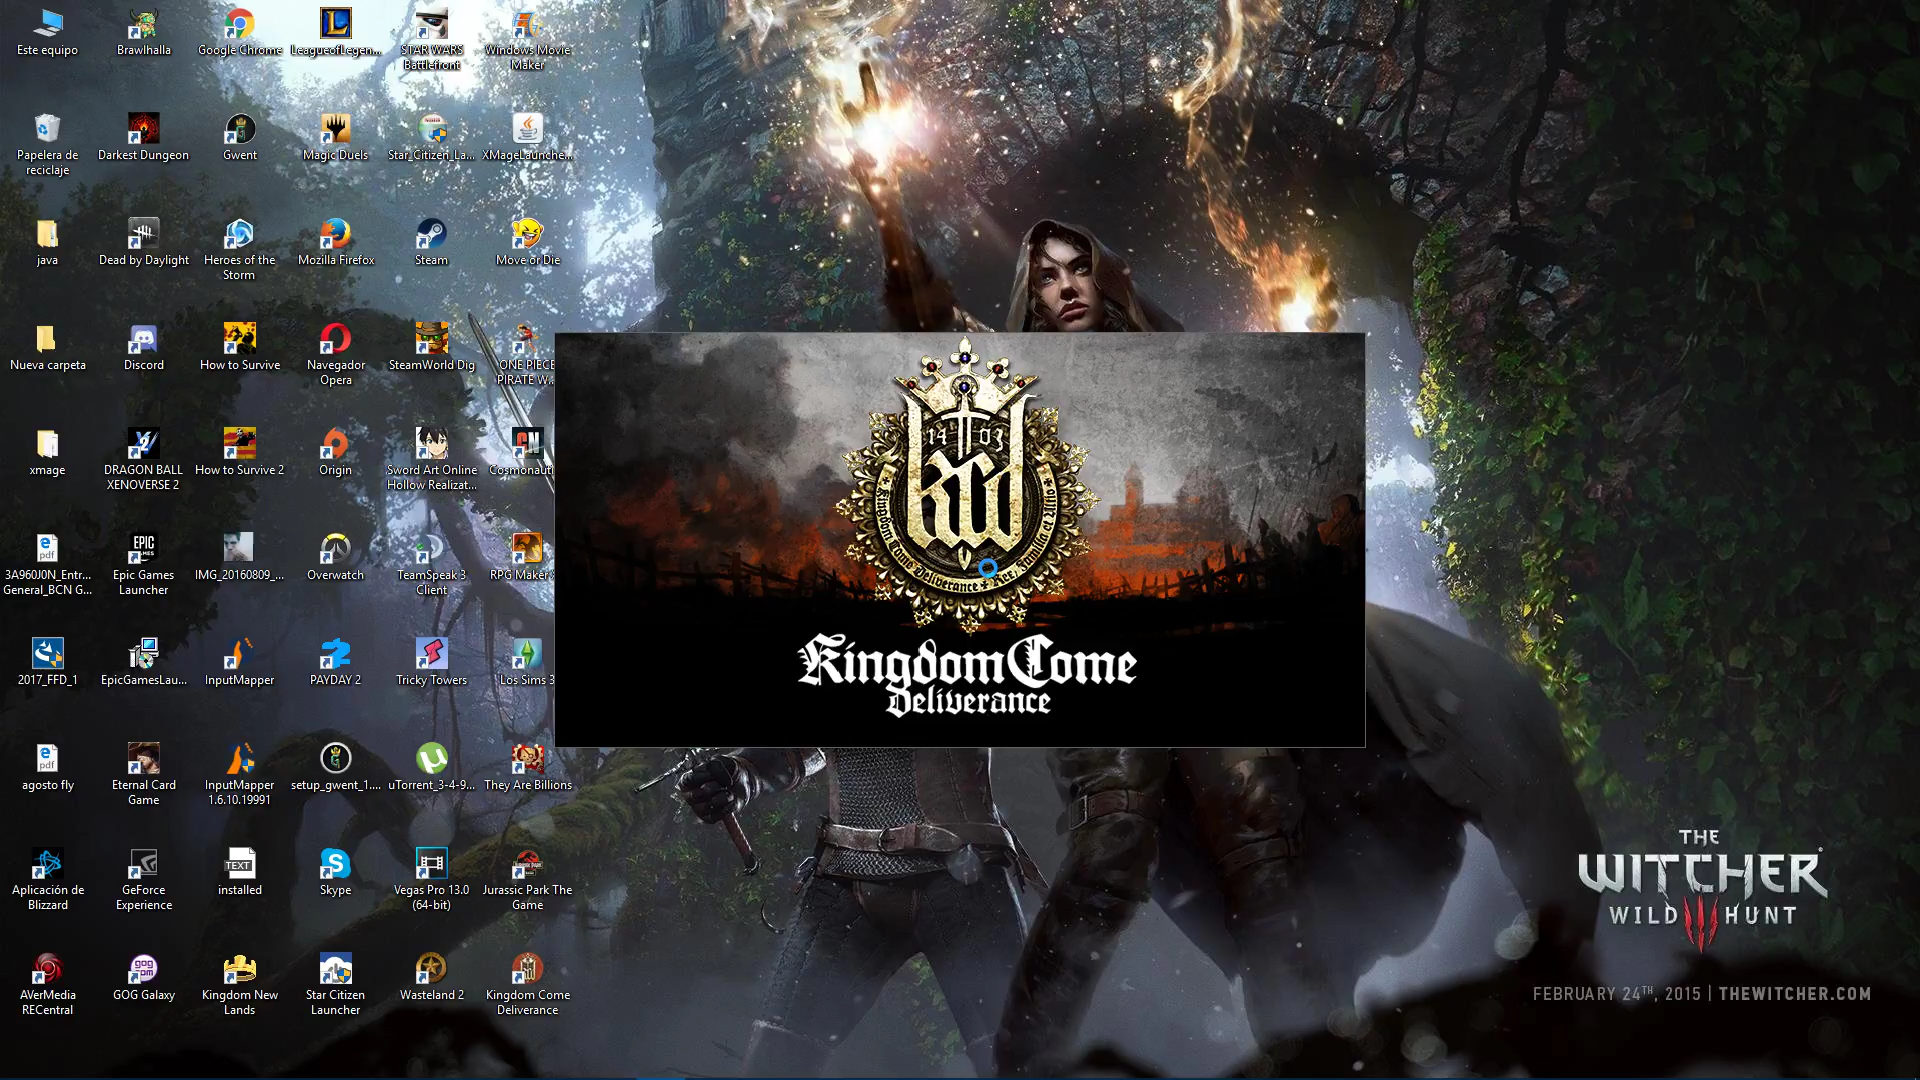 Este equipo
Brawlhalla
Google Chrome
LeagueofLegen...
STAR WARS
Battlefront
Windows Movie
Maker
Papelera de
reciclaje
Darkest Dungeon
Gwent
Magic Duels
Star_Citizen_La...
XMageLaunche...
java
Dead by Daylight
Heroes of the
Storm
Mozilla Firefox
Steam
Move or Die
Nueva carpeta
Discord
How to Survive
Navegador
Opera
SteamWorld Dig
ONE PIECE
PIRATE W...
xmage
DRAGON BALL
XENOVERSE 2
How to Survive 2
Origin
Sword Art Online
Hollow Realizat...
Cosmonaut
3A960J0N_Entr...
General_BCN G...
Epic Games
Launcher
IMG_20160809_...
Overwatch
TeamSpeak 3
Client
RPG Maker
2017_FFD_1
EpicGamesLau...
InputMapper
PAYDAY 2
Tricky Towers
Los Sims 3
agosto fly
Eternal Card
Game
InputMapper
1.6.10.19991
setup_gwent_1....
uTorrent_3-4-9...
They Are Billions
Aplicación de
Blizzard
GeForce
Experience
installed
Skype
Vegas Pro 13.0
(64-bit)
Jurassic Park The
Game
AVerMedia
RECentral
GOG Galaxy
Kingdom New
Lands
Star Citizen
Launcher
Wasteland 2
Kingdom Come
Deliverance
14 03
Kingdom Come
Deliverance
THE
WITCHER
WILD HUNT
FEBRUARY 24TH, 2015 | THEWITCHER.COM